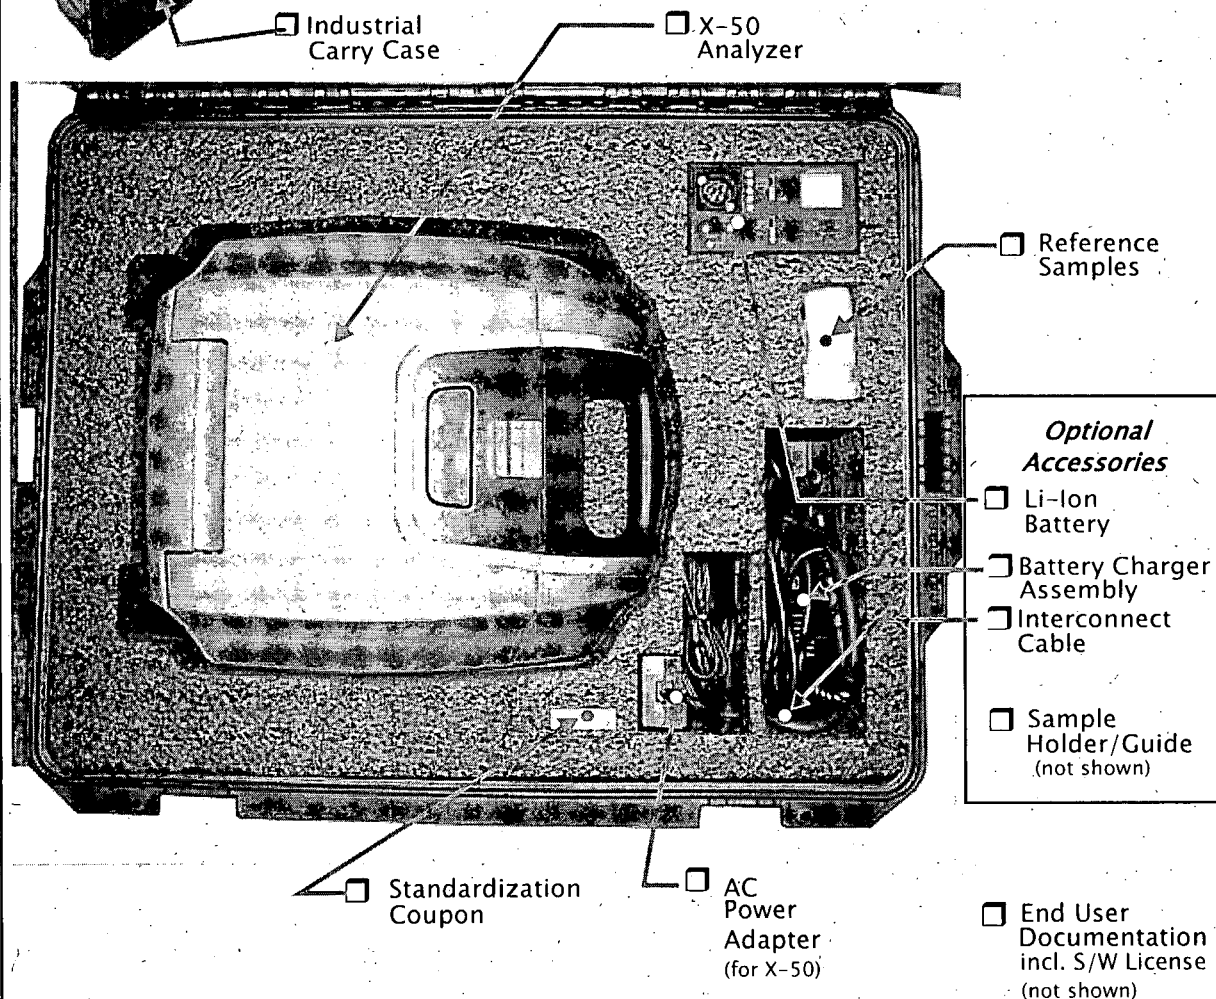 Industrial
Carry Case
X-50
Analyzer
Reference
Samples
Optional
Accessories
Li-Ion
Battery
Battery Charger
Assembly
Interconnect
Cable
Sample
Holder/Guide
(not shown)
Standardization
Coupon
AC
Power
Adapter
(for X-50)
End User
Documentation
incl. S/W License
(not shown)